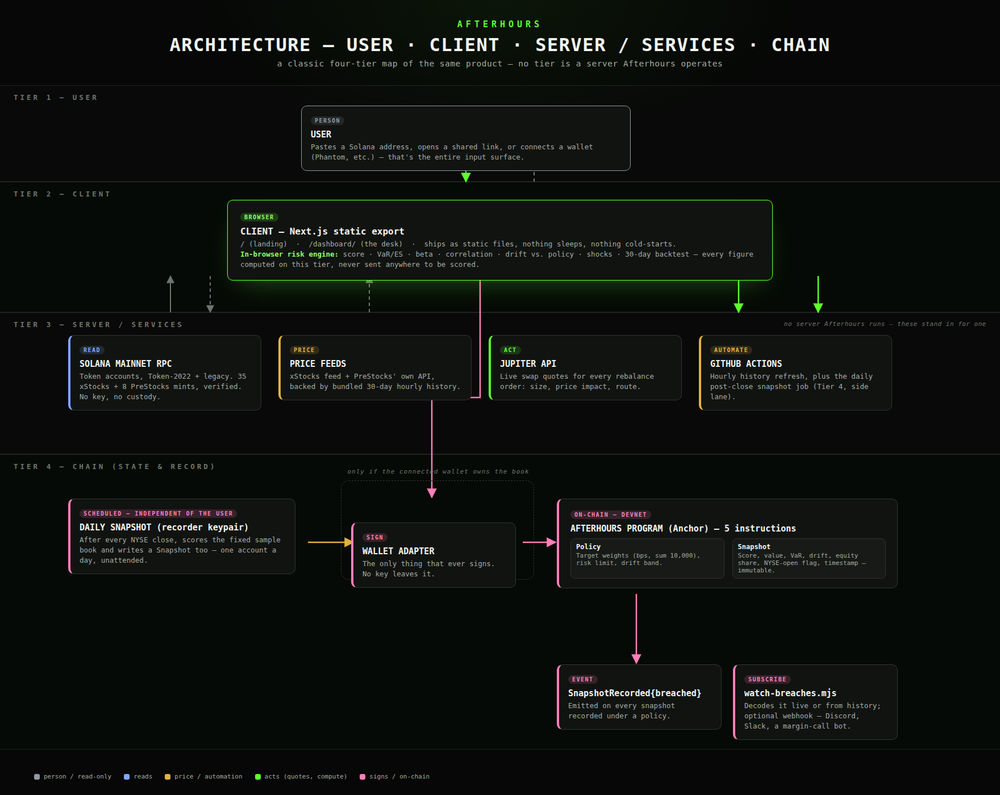 AFTERHOURS
ARCHITECTURE — USER · CLIENT · SERVER / SERVICES · CHAIN
a classic four-tier map of the same product — no tier is a server Afterhours operates
TIER 1 — USER
PERSON
USER
Pastes a Solana address, opens a shared link, or connects a wallet
(Phantom, etc.) — that's the entire input surface.
TIER 2 — CLIENT
BROWSER
CLIENT — Next.js static export
/ (landing) · /dashboard/ (the desk) · ships as static files, nothing sleeps, nothing cold-starts.
In-browser risk engine: score · VaR/ES · beta · correlation · drift vs. policy · shocks · 30-day backtest — every figure
computed on this tier, never sent anywhere to be scored.
TIER 3 — SERVER / SERVICES
no server Afterhours runs — these stand in for one
READ
SOLANA MAINNET RPC
Token accounts, Token-2022 + legacy. 35
xStocks + 8 PreStocks mints, verified.
No key, no custody.
PRICE
PRICE FEEDS
xStocks feed + PreStocks' own API,
backed by bundled 30-day hourly history.
ACT
JUPITER API
Live swap quotes for every rebalance
order: size, price impact, route.
AUTOMATE
GITHUB ACTIONS
Hourly history refresh, plus the daily
post-close snapshot job (Tier 4, side
lane).
TIER 4 — CHAIN (STATE & RECORD)
only if the connected wallet owns the book
SCHEDULED — INDEPENDENT OF THE USER
DAILY SNAPSHOT (recorder keypair)
After every NYSE close, scores the fixed sample
book and writes a Snapshot too — one account a
day, unattended.
SIGN
WALLET ADAPTER
The only thing that ever signs.
No key leaves it.
ON-CHAIN — DEVNET
AFTERHOURS PROGRAM (Anchor) — 5 instructions
Policy
Target weights (bps, sum 10,000),
risk limit, drift band.
Snapshot
Score, value, VaR, drift, equity
share, NYSE-open flag, timestamp —
immutable.
EVENT
SnapshotRecorded{breached}
Emitted on every snapshot
recorded under a policy.
SUBSCRIBE
watch-breaches.mjs
Decodes it live or from history;
optional webhook — Discord,
Slack, a margin-call bot.
person / read-only
reads
price / automation
acts (quotes, compute)
signs / on-chain